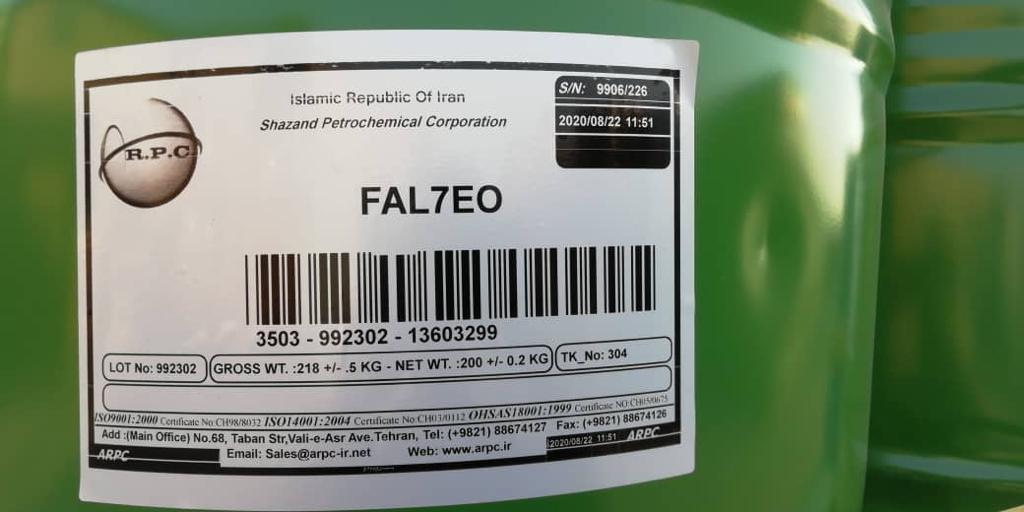 Islamic Republic Of Iran
Shazand Petrochemical Corporation
S/N: 9906/226
2020/08/22 11:51
R.P.C
FAL7EO
3503 - 992302 - 13603299
LOT No: 992302
GROSS WT. :218 +/- .5 KG - NET WT. :200 +/- 0.2 KG
TK_No: 304
ISO9001:2000 Certificate No:CH98/8032 ISO14001:2004 Certificate No:CH03/0112 OHSAS18001:1999 Certificate NO:CH05/0675
Add :(Main Office) No.68, Taban Str,Vali-e-Asr Ave.Tehran, Tel: (+9821) 88674127 Fax: (+9821) 88674126
ARPC
Email: Sales@arpc-ir.net Web: www.arpc.ir
2020/08/22 11:51
ARPC